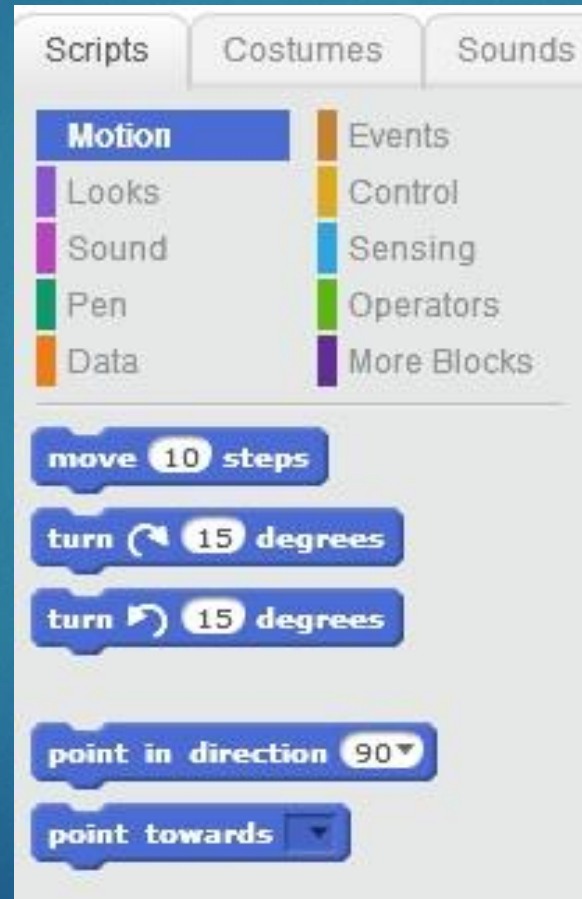 Scripts Costumes Sounds
Motion Events
Looks Control
Sound Sensing
Pen Operators
Data More Blocks
move 10 steps
turn 15 degrees
turn 15 degrees
point in direction 90
point towards